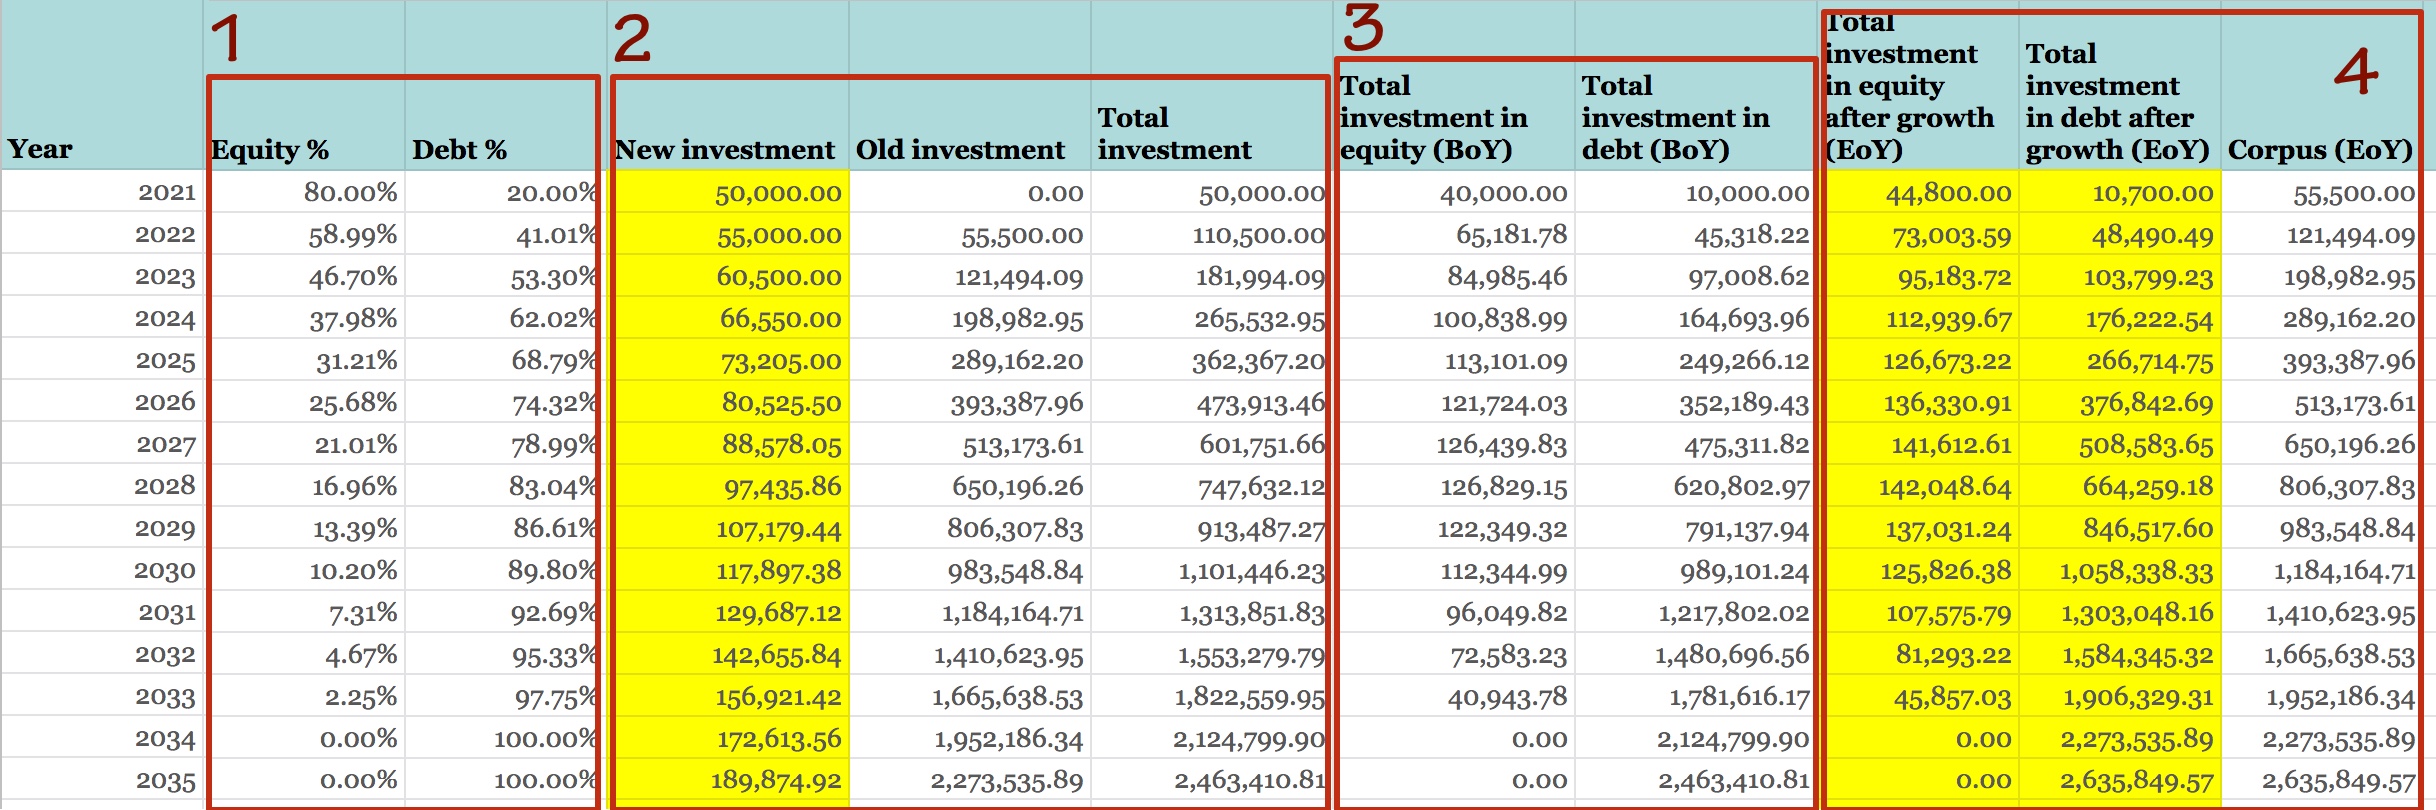 1 2 3 4
Year Equity % Debt % New investment Old investment Total investment Total investment in equity (BoY) Total investment in debt (BoY) Total investment in equity after growth (EoY) Total investment in debt after growth (EoY) Corpus (EoY)
2021 80.00% 20.00% 50,000.00 0.00 50,000.00 40,000.00 10,000.00 44,800.00 10,700.00 55,500.00
2022 58.99% 41.01% 55,000.00 55,500.00 110,500.00 65,181.78 45,318.22 73,003.59 48,490.49 121,494.09
2023 46.70% 53.30% 60,500.00 121,494.09 181,994.09 84,985.46 97,008.62 95,183.72 103,799.23 198,982.95
2024 37.98% 62.02% 66,550.00 198,982.95 265,532.95 100,838.99 164,693.96 112,939.67 176,222.54 289,162.20
2025 31.21% 68.79% 73,205.00 289,162.20 362,367.20 113,101.09 249,266.12 126,673.22 266,714.75 393,387.96
2026 25.68% 74.32% 80,525.50 393,387.96 473,913.46 121,724.03 352,189.43 136,330.91 376,842.69 513,173.61
2027 21.01% 78.99% 88,578.05 513,173.61 601,751.66 126,439.83 475,311.82 141,612.61 508,583.65 650,196.26
2028 16.96% 83.04% 97,435.86 650,196.26 747,632.12 126,829.15 620,802.97 142,048.64 664,259.18 806,307.83
2029 13.39% 86.61% 107,179.44 806,307.83 913,487.27 122,349.32 791,137.94 137,031.24 846,517.60 983,548.84
2030 10.20% 89.80% 117,897.38 983,548.84 1,101,446.23 112,344.99 989,101.24 125,826.38 1,058,338.33 1,184,164.71
2031 7.31% 92.69% 129,687.12 1,184,164.71 1,313,851.83 96,049.82 1,217,802.02 107,575.79 1,303,048.16 1,410,623.95
2032 4.67% 95.33% 142,655.84 1,410,623.95 1,553,279.79 72,583.23 1,480,696.56 81,293.22 1,584,345.32 1,665,638.53
2033 2.25% 97.75% 156,921.42 1,665,638.53 1,822,559.95 40,943.78 1,781,616.17 45,857.03 1,906,329.31 1,952,186.34
2034 0.00% 100.00% 172,613.56 1,952,186.34 2,124,799.90 0.00 2,124,799.90 0.00 2,273,535.89 2,273,535.89
2035 0.00% 100.00% 189,874.92 2,273,535.89 2,463,410.81 0.00 2,463,410.81 0.00 2,635,849.57 2,635,849.57